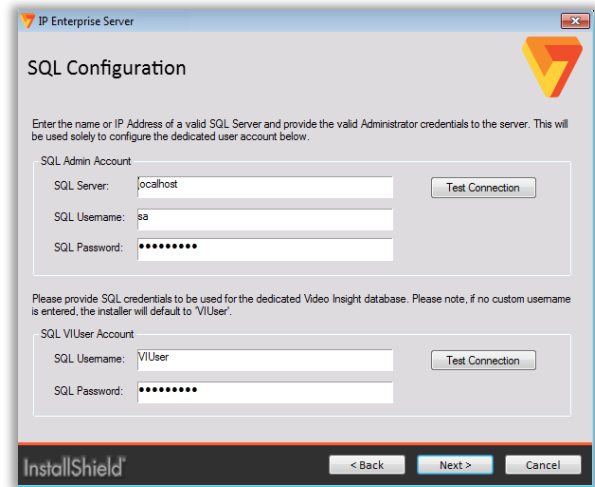 IP Enterprise Server
SQL Configuration
Enter the name or IP Address of a valid SQL Server and provide the valid Administrator credentials to the server. This will
be used solely to configure the dedicated user account below.
SQL Admin Account
SQL Server: localhost Test Connection
SQL Username: sa
SQL Password: •••••••••
Please provide SQL credentials to be used for the dedicated Video Insight database. Please note, if no custom username
is entered, the installer will default to 'VIUser'.
SQL VIUser Account
SQL Username: VIUser Test Connection
SQL Password: •••••••••
InstallShield
< Back Next > Cancel